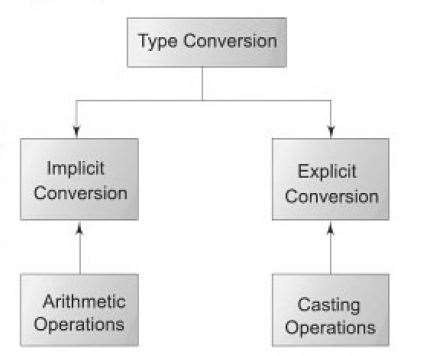 Type Conversion
Implicit
Conversion
Explicit
Conversion
Arithmetic
Operations
Casting
Operations